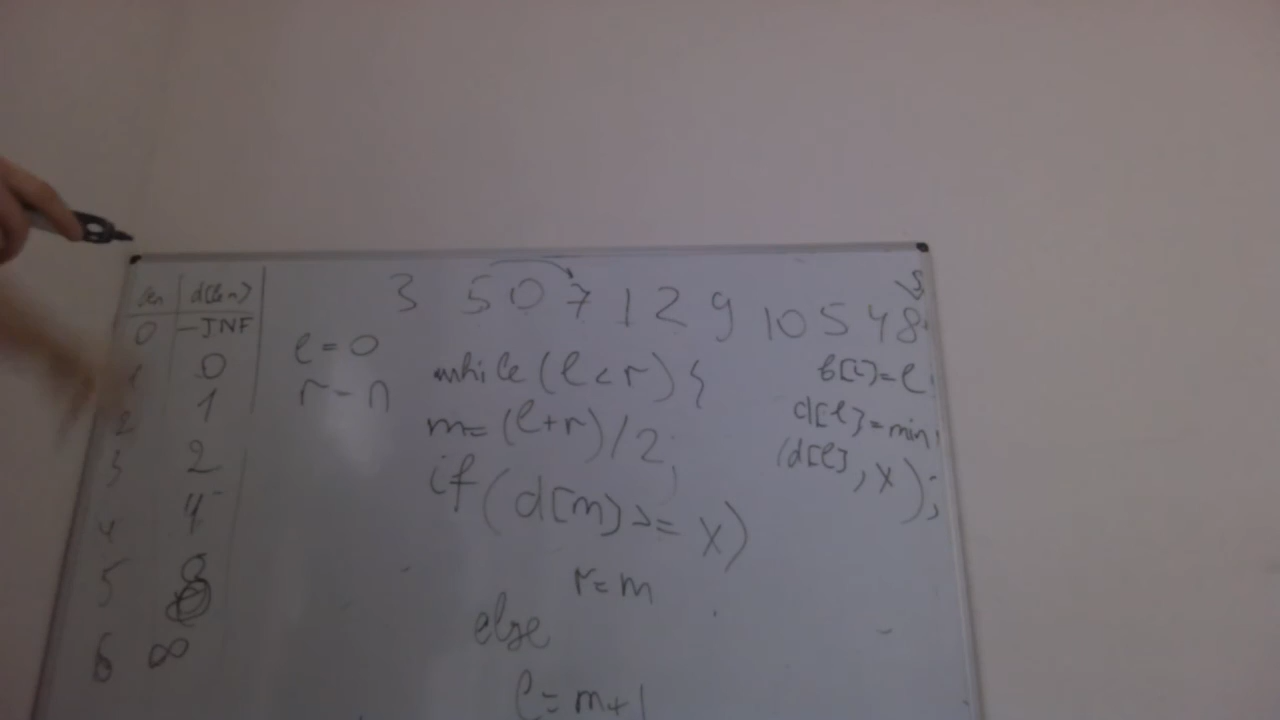 len d[len]
0 -INF
1 0
2 1
3 2
4 4
5 8
6 ∞
3 5 0 7 1 2 9 10 5 4 8
l = 0
r - n
while (l < r) {
m = (l+r)/2;
if (d[m] >= x)
r = m
else
l = m+1
b[i] = l;
d[l] = min
(d[l], x);